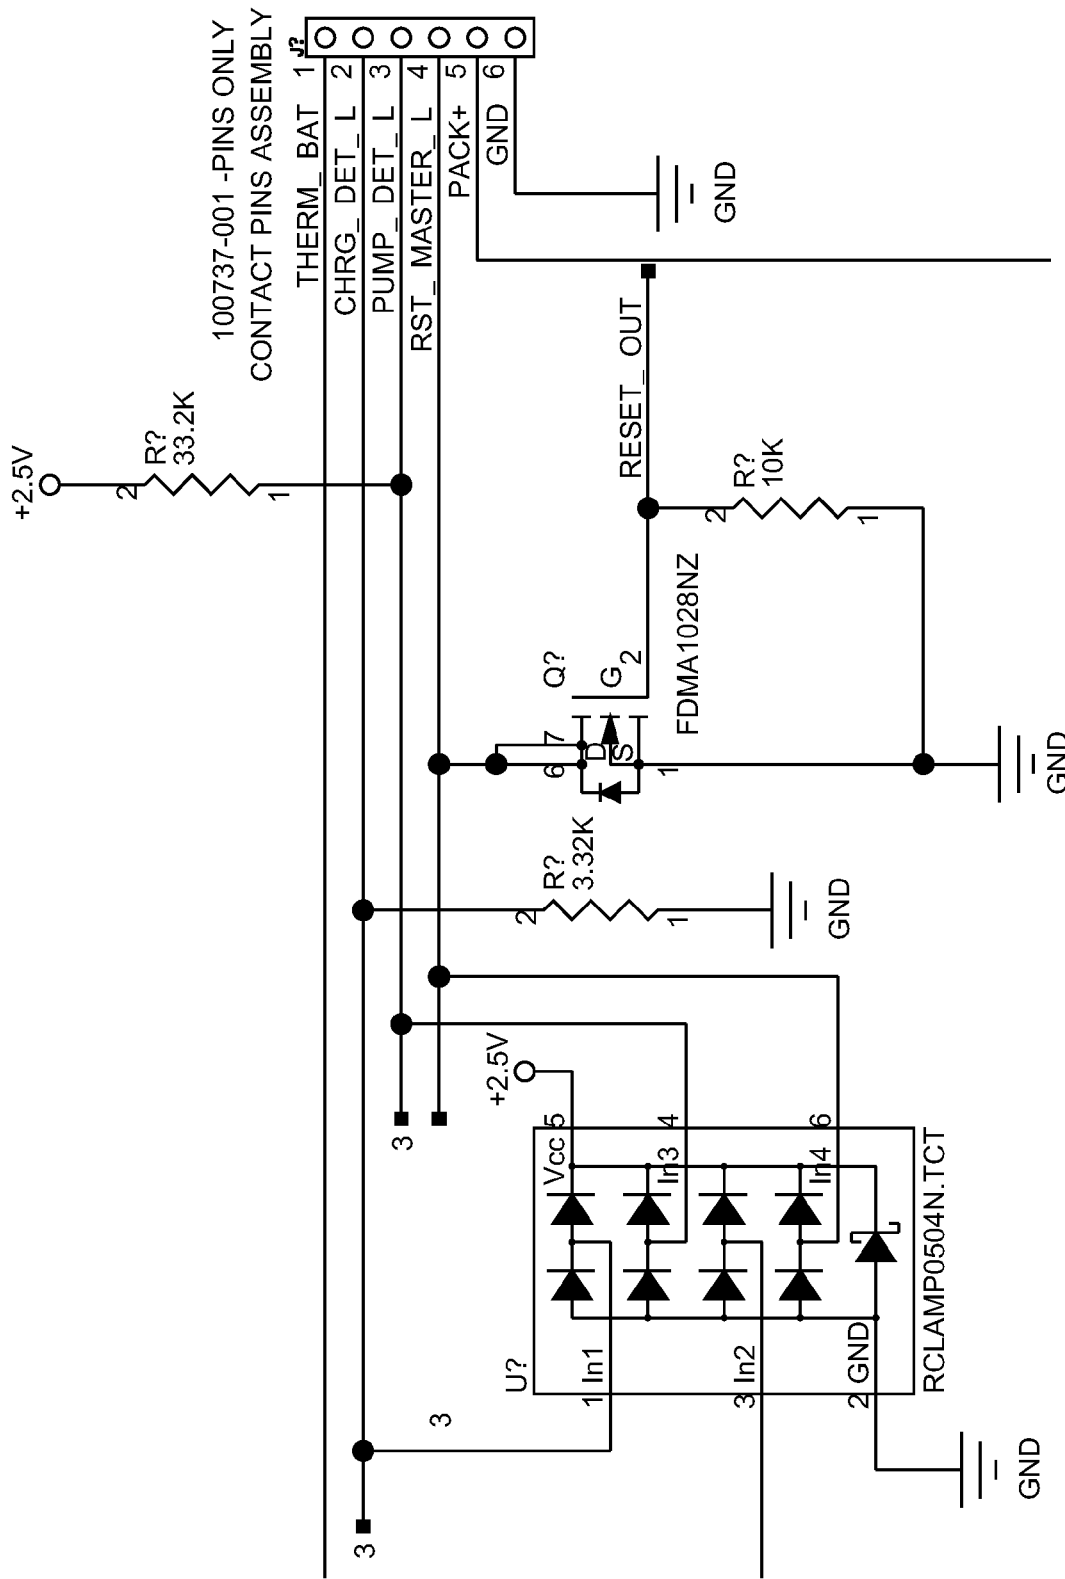 100737-001 -PINS ONLY
CONTACT PINS ASSEMBLY
J?
THERM_ BAT 1
CHRG_ DET_ L 2
PUMP_ DET_ L 3
RST_ MASTER_ L 4
PACK+ 5
GND 6
GND
+2.5V
2
R?
33.2K
1
RESET_ OUT
2
R?
10K
1
Q?
G 2
7
6
D
S
1
FDMA1028NZ
GND
2
R?
3.32K
1
GND
3
+2.5V
U?
Vcc 5
In3 4
In4 6
1 In1
3 In2
2 GND
RCLAMP0504N.TCT
GND
3
3